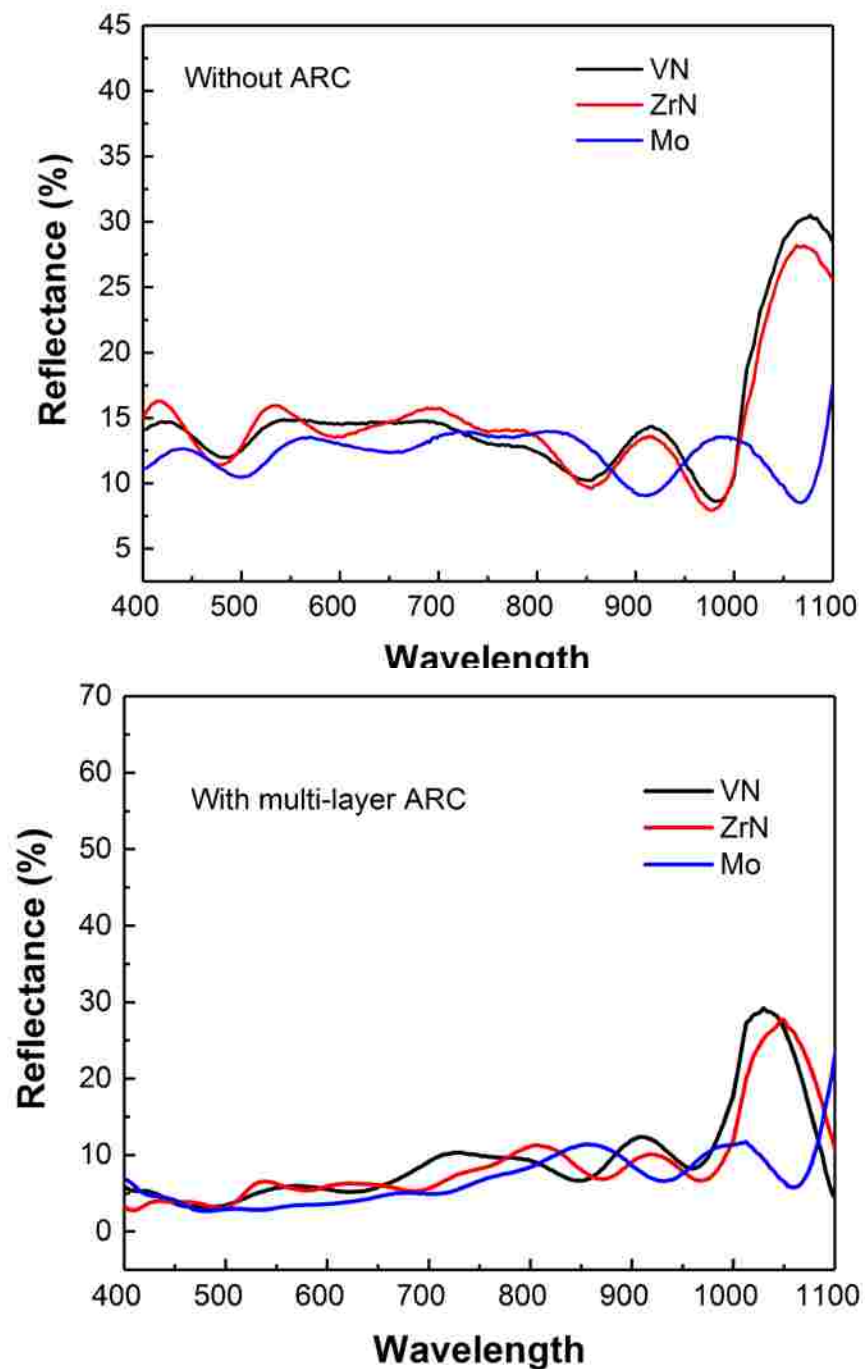 45
40
35
30
25
20
15
10
5
Reflectance (%)
Without ARC
VN
ZrN
Mo
400 500 600 700 800 900 1000 1100
Wavelength
70
60
50
40
30
20
10
0
Reflectance (%)
With multi-layer ARC
VN
ZrN
Mo
400 500 600 700 800 900 1000 1100
Wavelength